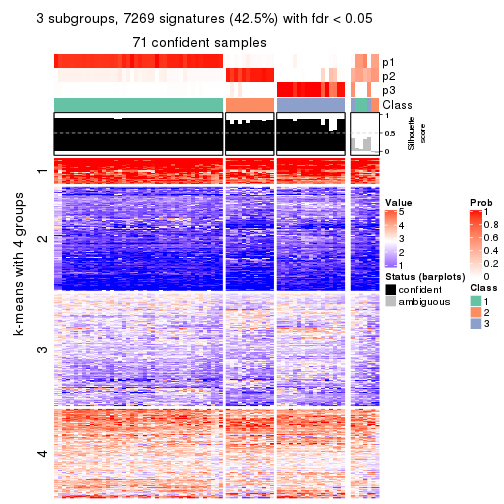 3 subgroups, 7269 signatures (42.5%) with fdr < 0.05
71 confident samples
p1
p2
p3
Class
1
0.5
0
Silhouette
score
k-means with 4 groups
1
2
3
4
Value
5
4
3
2
1
Status (barplots)
confident
ambiguous
Prob
1
0.8
0.6
0.4
0.2
0
Class
1
2
3